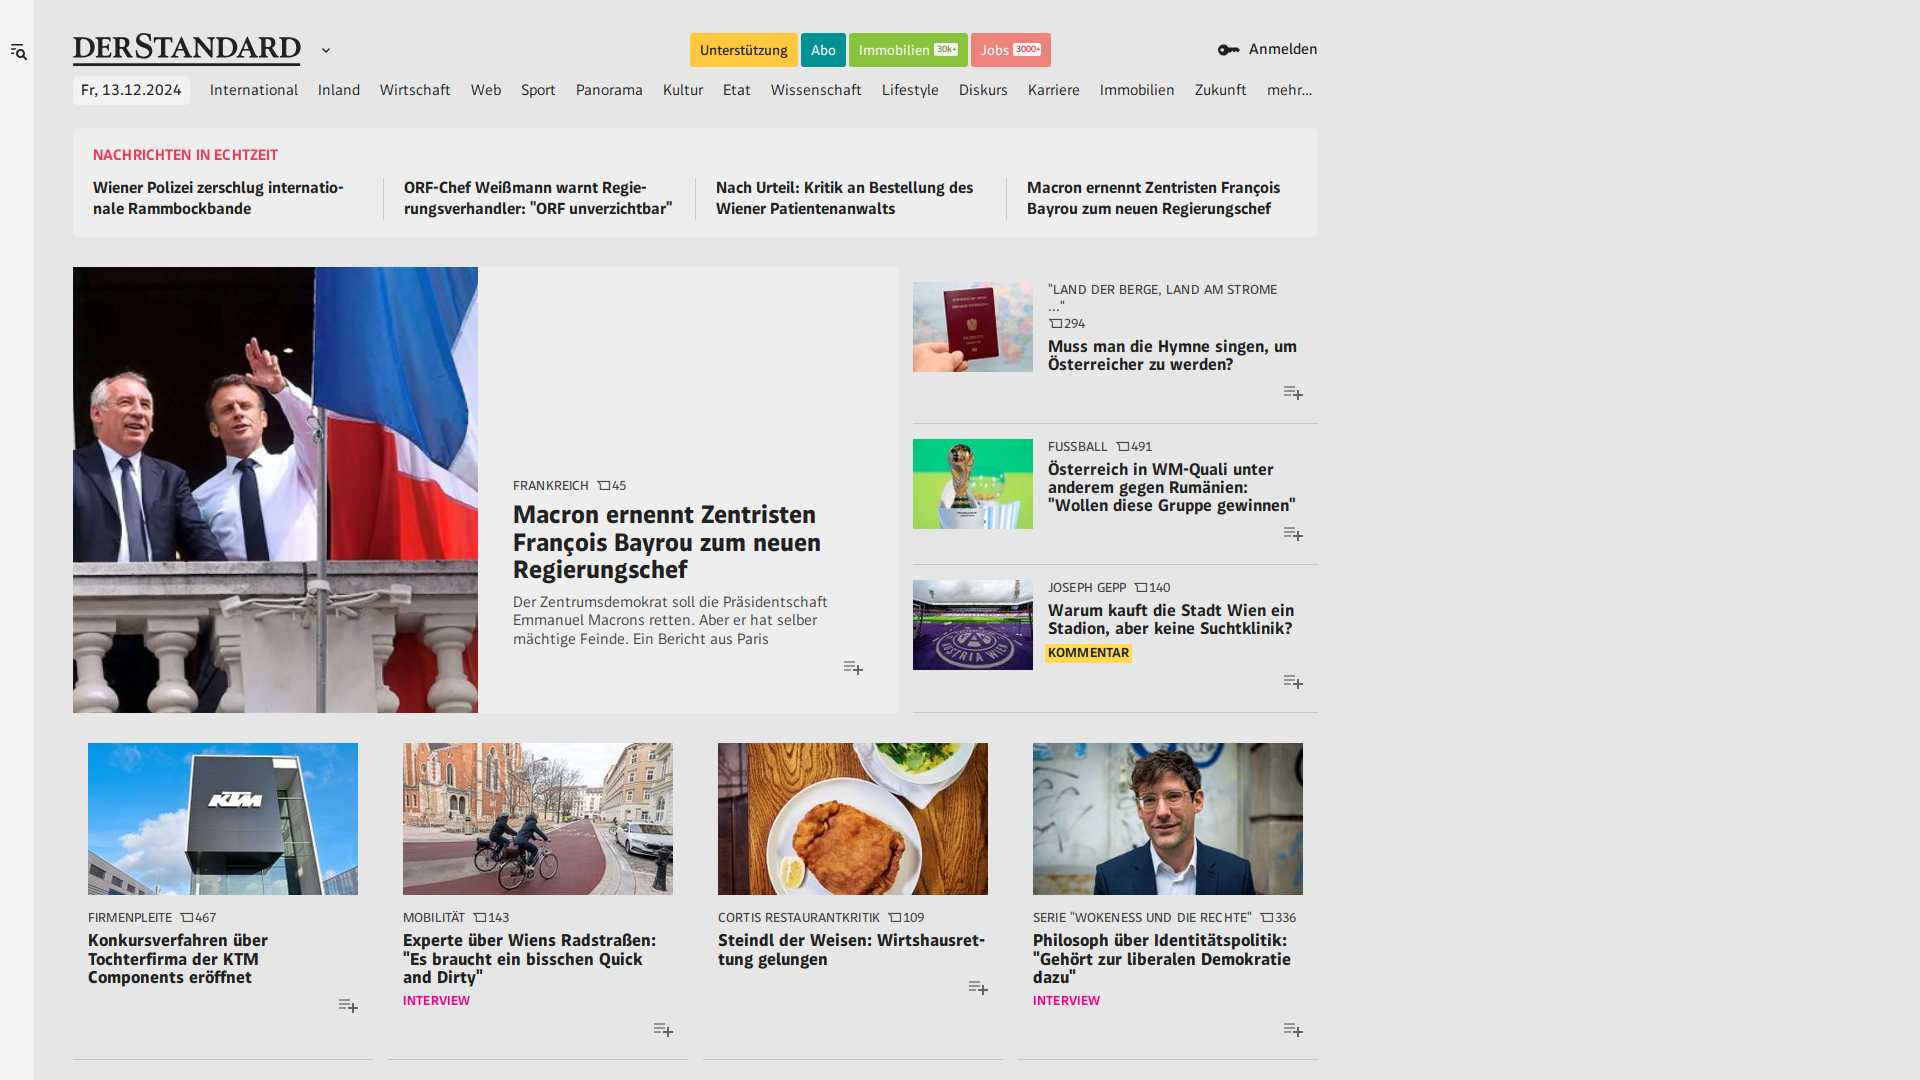 DERSTANDARD
Unterstützung
Abo
Immobilien 30k+
Jobs 3000+
Anmelden
Fr, 13.12.2024
International
Inland
Wirtschaft
Web
Sport
Panorama
Kultur
Etat
Wissenschaft
Lifestyle
Diskurs
Karriere
Immobilien
Zukunft
mehr...
NACHRICHTEN IN ECHTZEIT
Wiener Polizei zerschlug internatio-
nale Rammbockbande
ORF-Chef Weißmann warnt Regie-
rungsverhandler: "ORF unverzichtbar"
Nach Urteil: Kritik an Bestellung des
Wiener Patientenanwalts
Macron ernennt Zentristen François
Bayrou zum neuen Regierungschef
FRANKREICH 45
Macron ernennt Zentristen
François Bayrou zum neuen
Regierungschef
Der Zentrumsdemokrat soll die Präsidentschaft
Emmanuel Macrons retten. Aber er hat selber
mächtige Feinde. Ein Bericht aus Paris
"LAND DER BERGE, LAND AM STROME
..."
294
Muss man die Hymne singen, um
Österreicher zu werden?
FUSSBALL 491
Österreich in WM-Quali unter
anderem gegen Rumänien:
"Wollen diese Gruppe gewinnen"
AUSTRIA WIEN
JOSEPH GEPP 140
Warum kauft die Stadt Wien ein
Stadion, aber keine Suchtklinik?
KOMMENTAR
KTM
FIRMENPLEITE 467
Konkursverfahren über
Tochterfirma der KTM
Components eröffnet
MOBILITÄT 143
Experte über Wiens Radstraßen:
"Es braucht ein bisschen Quick
and Dirty"
INTERVIEW
CORTIS RESTAURANTKRITIK 109
Steindl der Weisen: Wirtshausret-
tung gelungen
SERIE "WOKENESS UND DIE RECHTE" 336
Philosoph über Identitätspolitik:
"Gehört zur liberalen Demokratie
dazu"
INTERVIEW